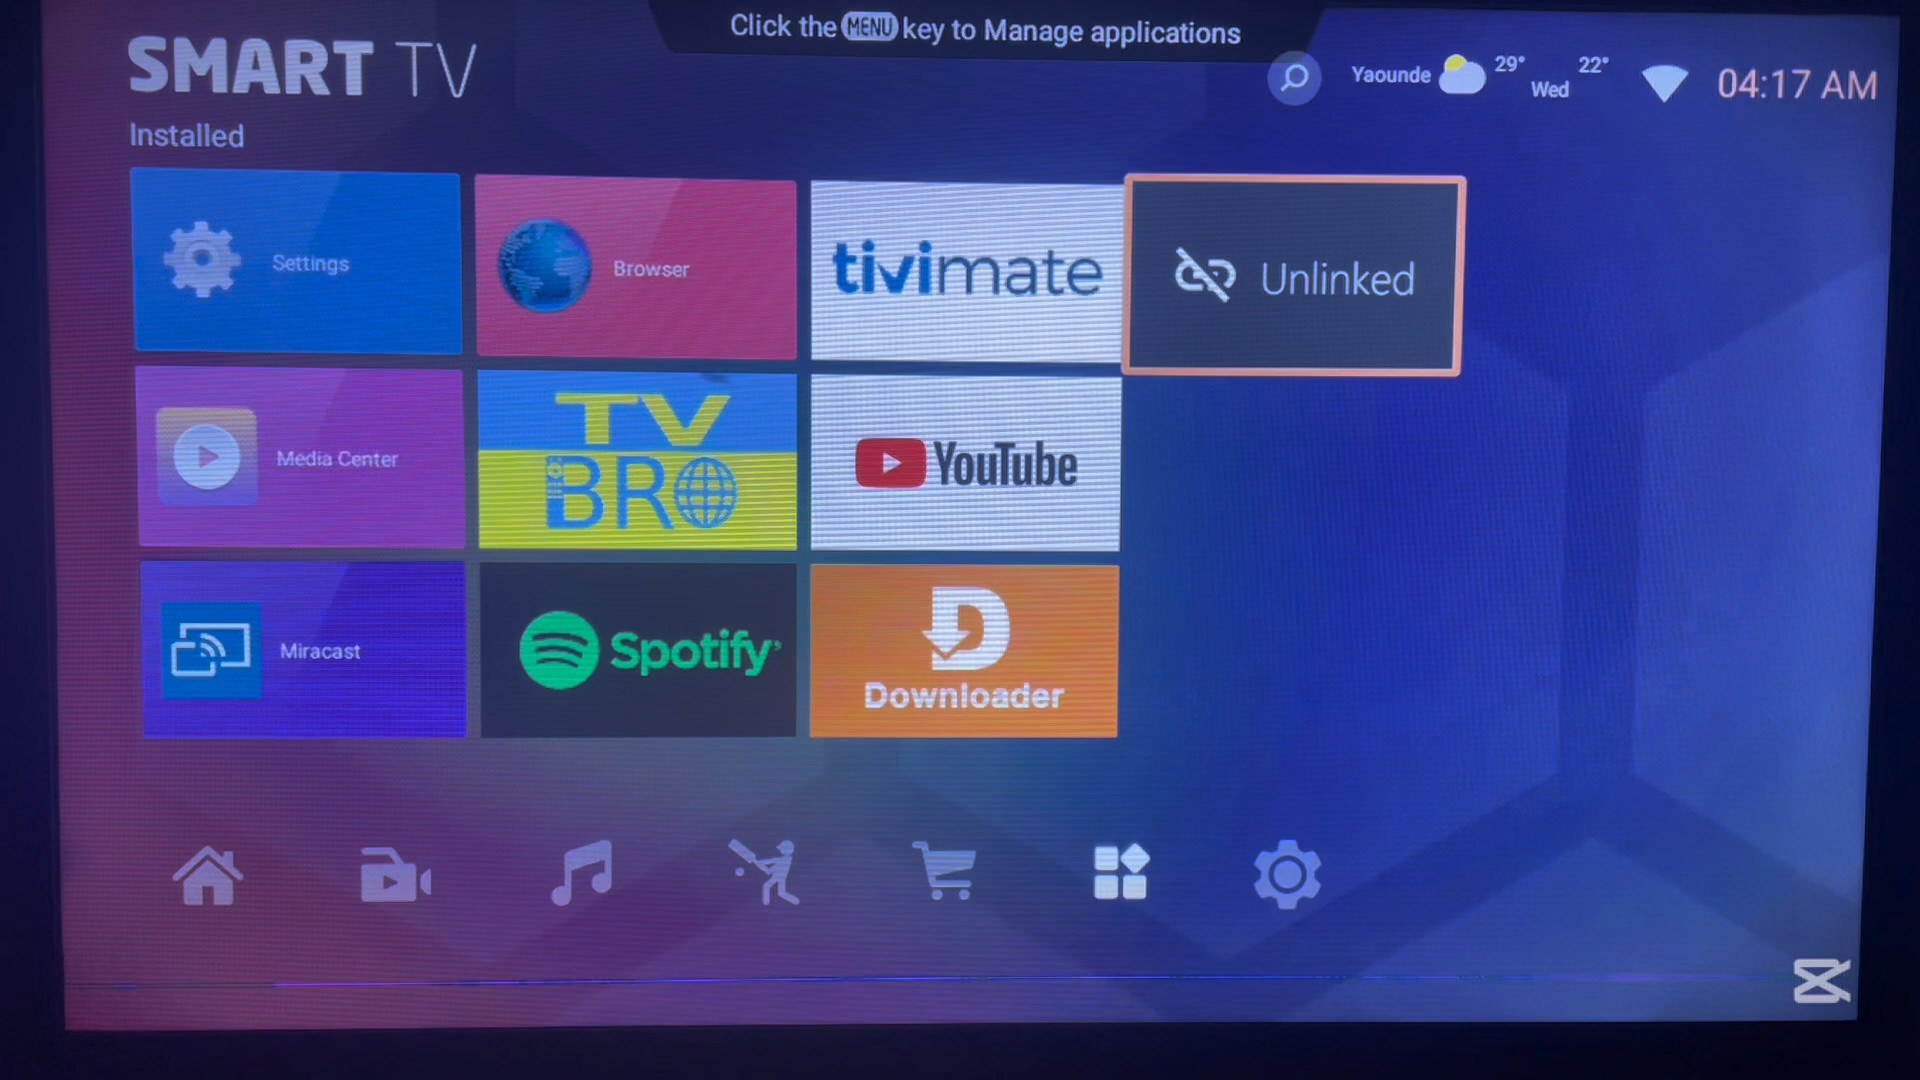 Click the MENU key to Manage applications
SMART TV
Yaounde 29° Wed 22° 04:17 AM
Installed
Settings
Browser
tivimate
Unlinked
Media Center
TV
BRO
YouTube
Miracast
Spotify
D
Downloader